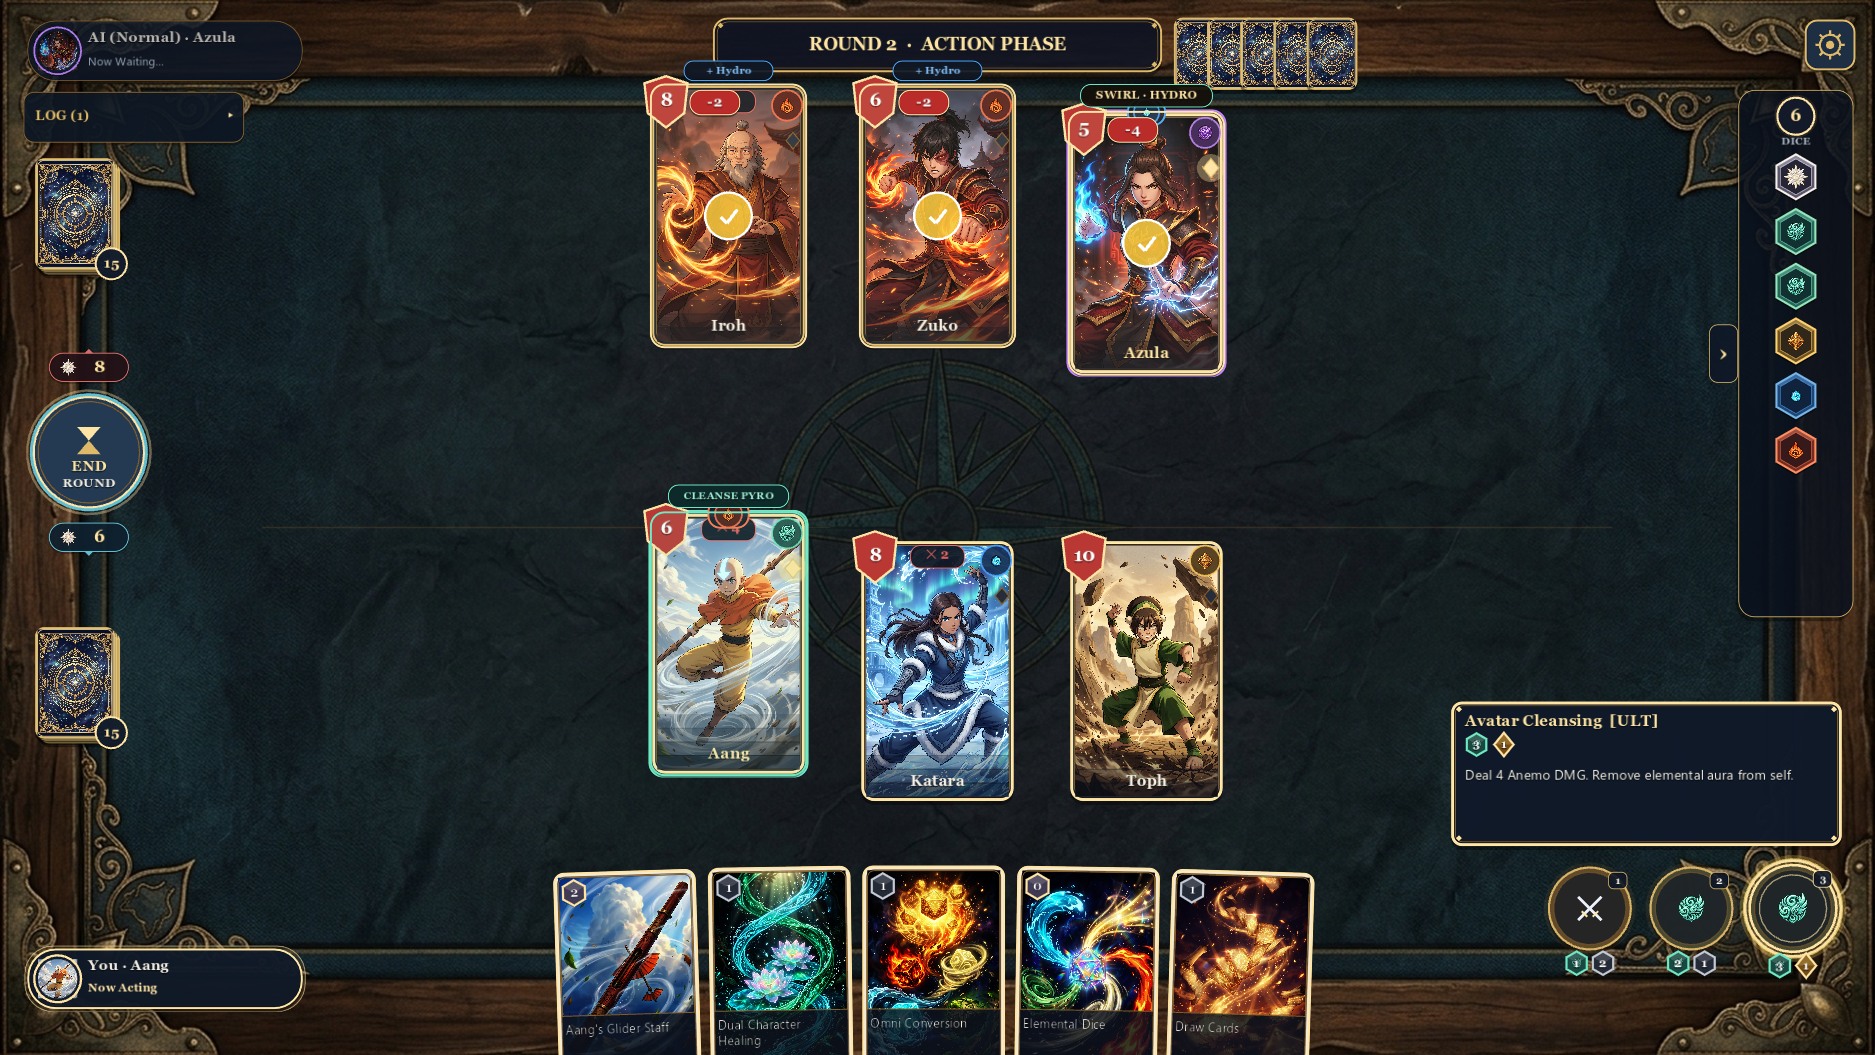 AI (Normal) · Azula
Now Waiting...
ROUND 2 · ACTION PHASE
LOG (1)
+ Hydro
+ Hydro
SWIRL · HYDRO
8
-2
6
-2
5
-4
6
DICE
Iroh
Zuko
Azula
15
8
END
ROUND
6
15
CLEANSE PYRO
6
8
× 2
10
Aang
Katara
Toph
Avatar Cleansing [ULT]
3
1
Deal 4 Anemo DMG. Remove elemental aura from self.
1
2
3
1
2
2
1
3
1
You · Aang
Now Acting
2
Aang's Glider Staff
1
Dual Character
Healing
1
Omni Conversion
0
Elemental Dice
1
Draw Cards